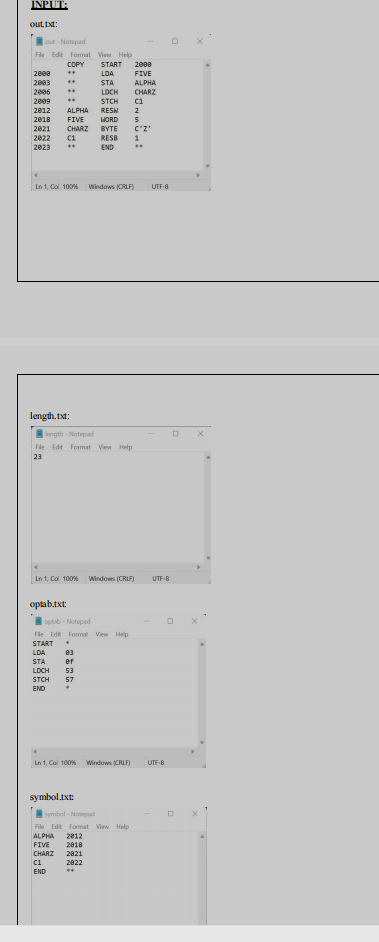 INPUT:
out.txt:
out - Notepad
File Edit Format View Help
COPY START 2000
2000 ** LDA FIVE
2003 ** STA ALPHA
2006 ** LDCH CHARZ
2009 ** STCH C1
2012 ALPHA RESW 2
2018 FIVE WORD 5
2021 CHARZ BYTE C'Z'
2022 C1 RESB 1
2023 ** END **
Ln 1, Col 100% Windows (CRLF) UTF-8
length.txt:
length - Notepad
File Edit Format View Help
23
Ln 1, Col 100% Windows (CRLF) UTF-8
optab.txt:
optab - Notepad
File Edit Format View Help
START *
LDA 03
STA 0f
LDCH 53
STCH 57
END *
Ln 1, Col 100% Windows (CRLF) UTF-8
symbol.txt:
symbol - Notepad
File Edit Format View Help
ALPHA 2012
FIVE 2018
CHARZ 2021
C1 2022
END **